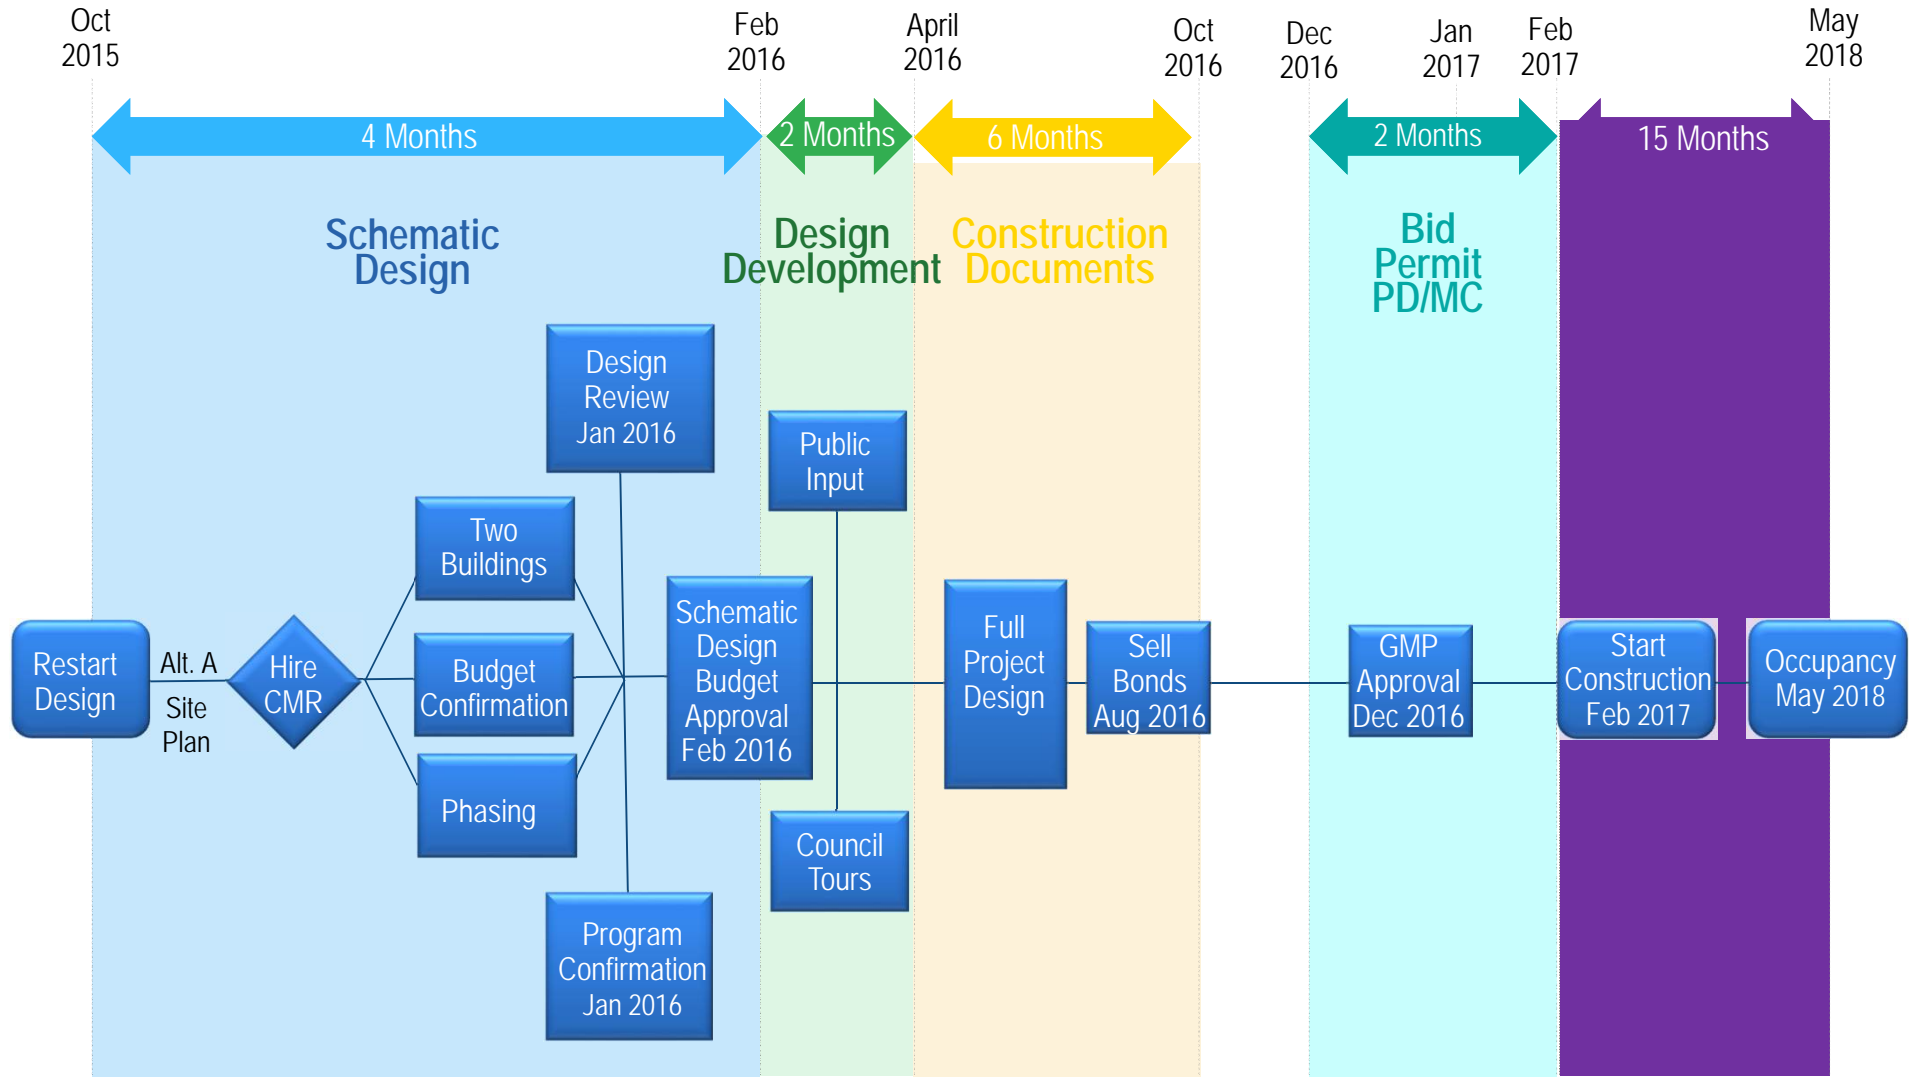 Oct
2015
Feb
2016
April
2016
Oct
2016
Dec
2016
Jan
2017
Feb
2017
May
2018
4 Months
2 Months
6 Months
2 Months
15 Months
Schematic
Design
Design
Development
Construction
Documents
Bid
Permit
PD/MC
Restart
Design
Alt. A
Site
Plan
Hire
CMR
Two
Buildings
Budget
Confirmation
Phasing
Design
Review
Jan 2016
Program
Confirmation
Jan 2016
Schematic
Design
Budget
Approval
Feb 2016
Public
Input
Council
Tours
Full
Project
Design
Sell
Bonds
Aug 2016
GMP
Approval
Dec 2016
Start
Construction
Feb 2017
Occupancy
May 2018